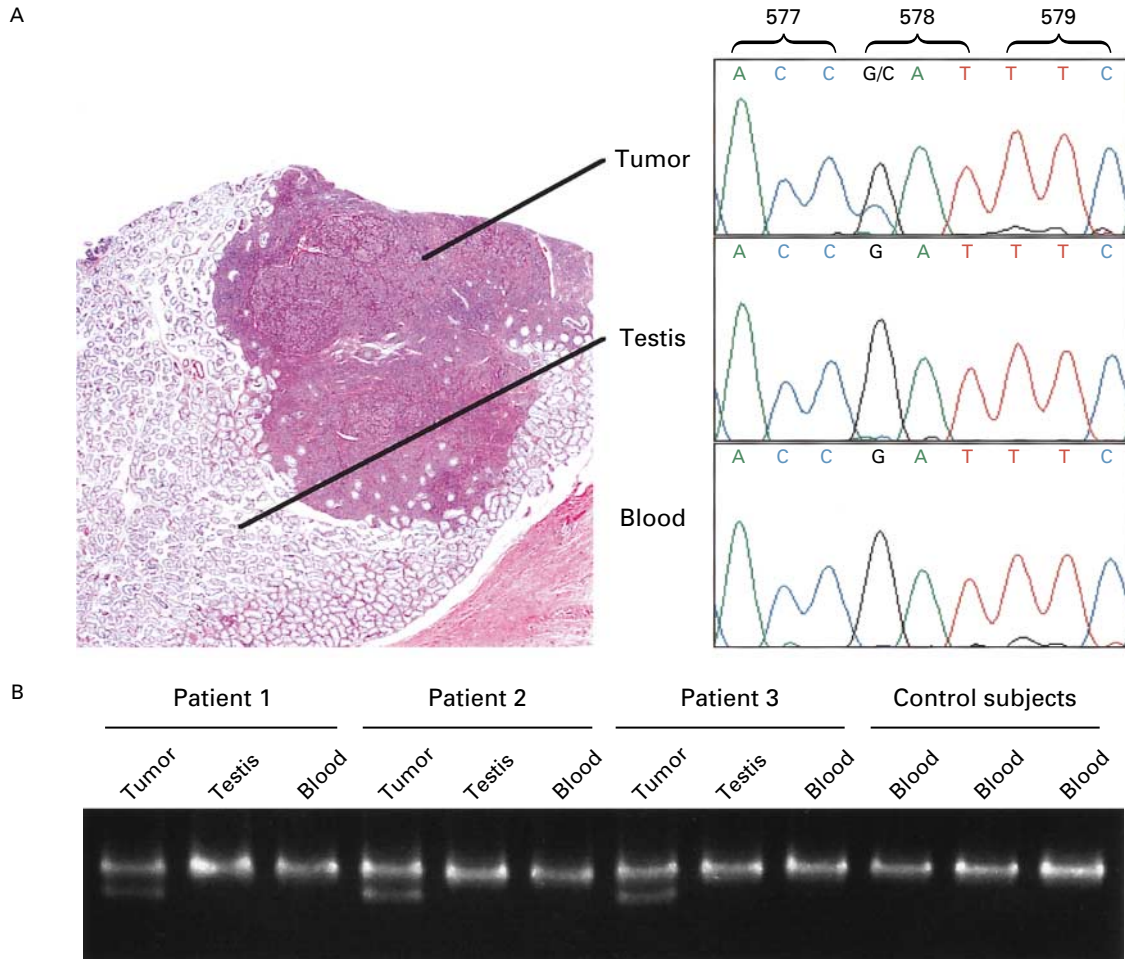 A
577 578 579
A C C G/C A T T T C
Tumor
A C C G A T T T C
Testis
A C C G A T T T C
Blood
B
Patient 1 Patient 2 Patient 3 Control subjects
Tumor Testis Blood Tumor Testis Blood Tumor Testis Blood Blood Blood Blood